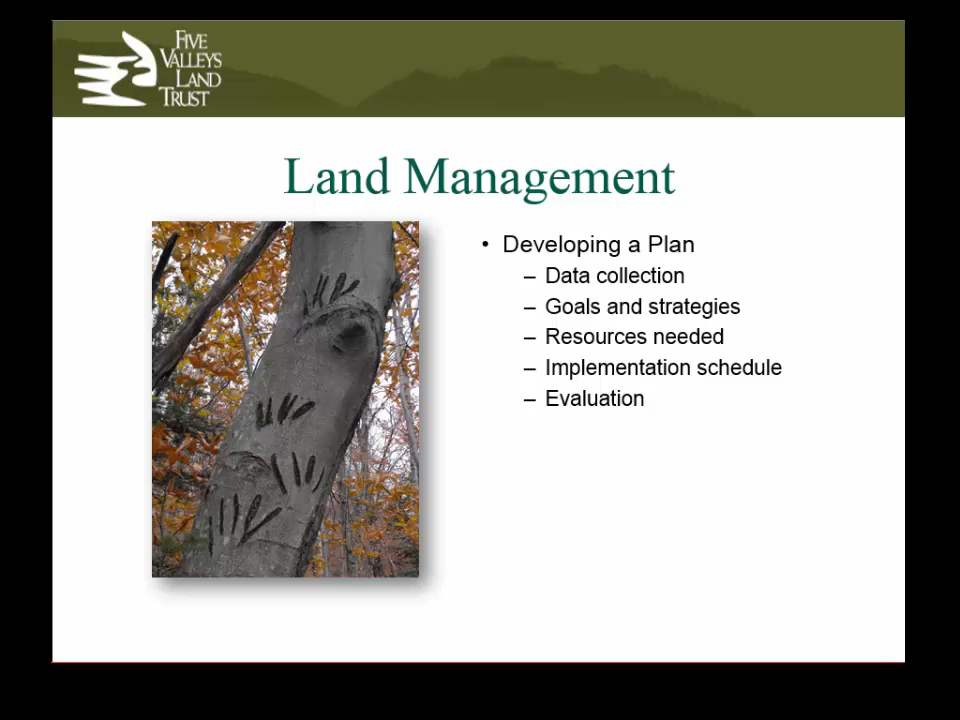 FIVE
VALLEYS
LAND
TRUST
Land Management
• Developing a Plan
– Data collection
– Goals and strategies
– Resources needed
– Implementation schedule
– Evaluation